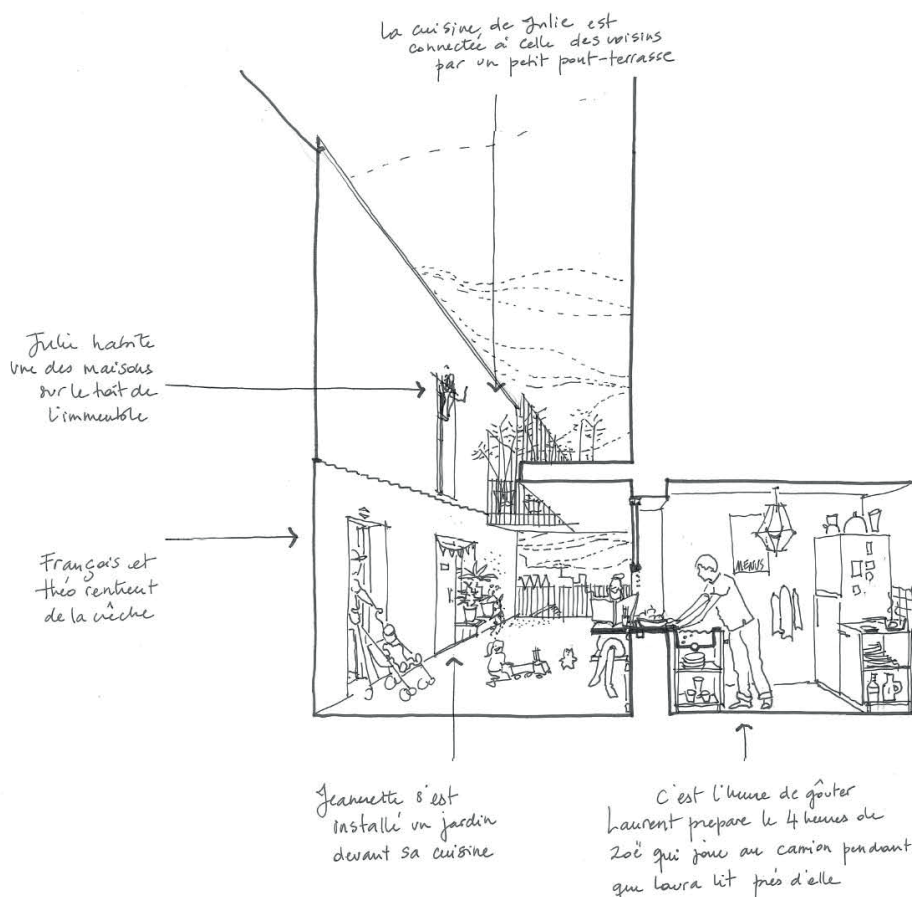 La cuisine de Julie est
connectée à celle des voisins
par un petit pont-terrasse
Julie habite
une des maisons
sur le toit de
l'immeuble
François et
théo rentrent
de la crèche
MENUS
Jeannette s'est
installé un jardin
devant sa cuisine
C'est l'heure de goûter
Laurent prepare le 4 heures de
Zoë qui joue au camion pendant
que Laura lit près d'elle